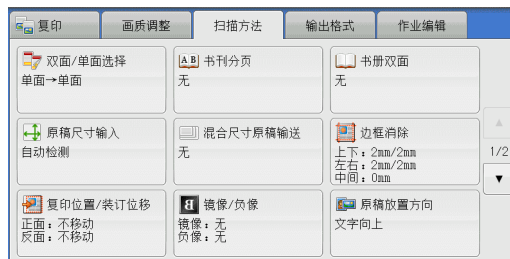 复印
画质调整
扫描方法
输出格式
作业编辑
双面/单面选择
单面→单面
AB 书刊分页
无
书册双面
无
原稿尺寸输入
自动检测
混合尺寸原稿输送
无
边框消除
上下：2mm/2mm
左右：2mm/2mm
中间：0mm
1/2
复印位置/装订位移
正面：不移动
反面：不移动
B 镜像/负像
镜像：无
负像：无
原稿放置方向
文字向上